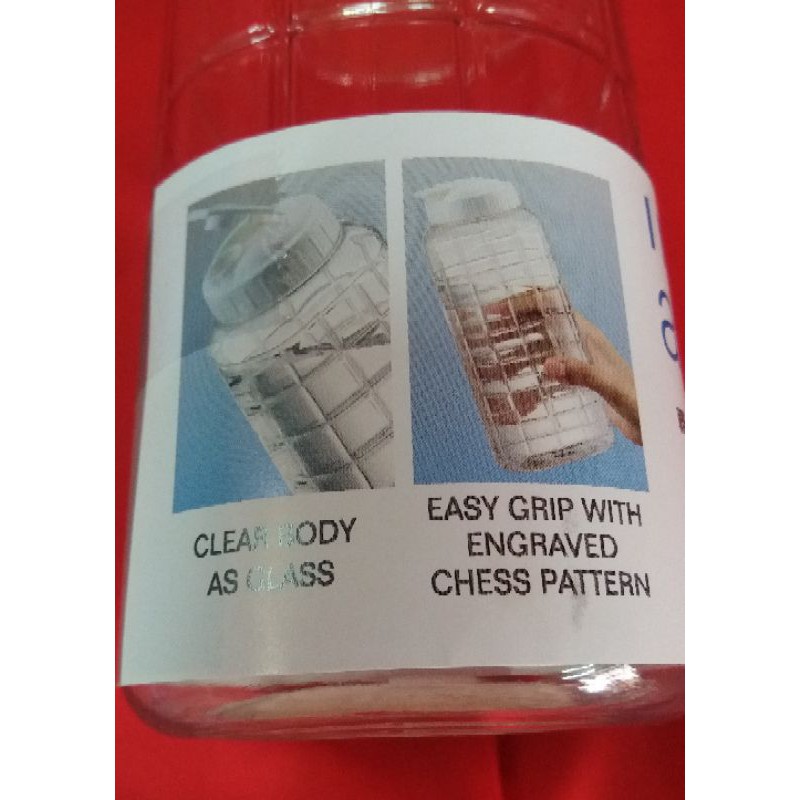 CLEAR BODY
AS GLASS
EASY GRIP WITH
ENGRAVED
CHESS PATTERN